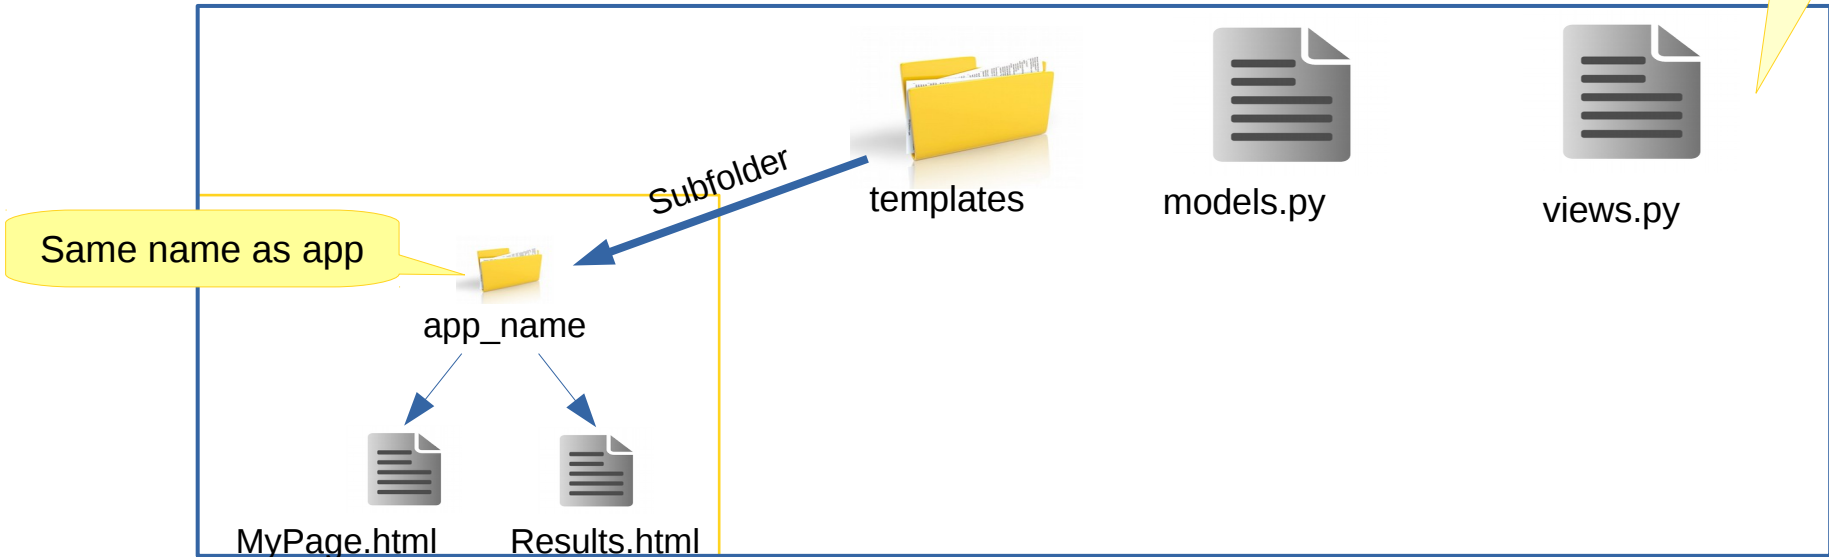 Subfolder
templates
models.py
views.py
Same name as app
app_name
MyPage.html
Results.html